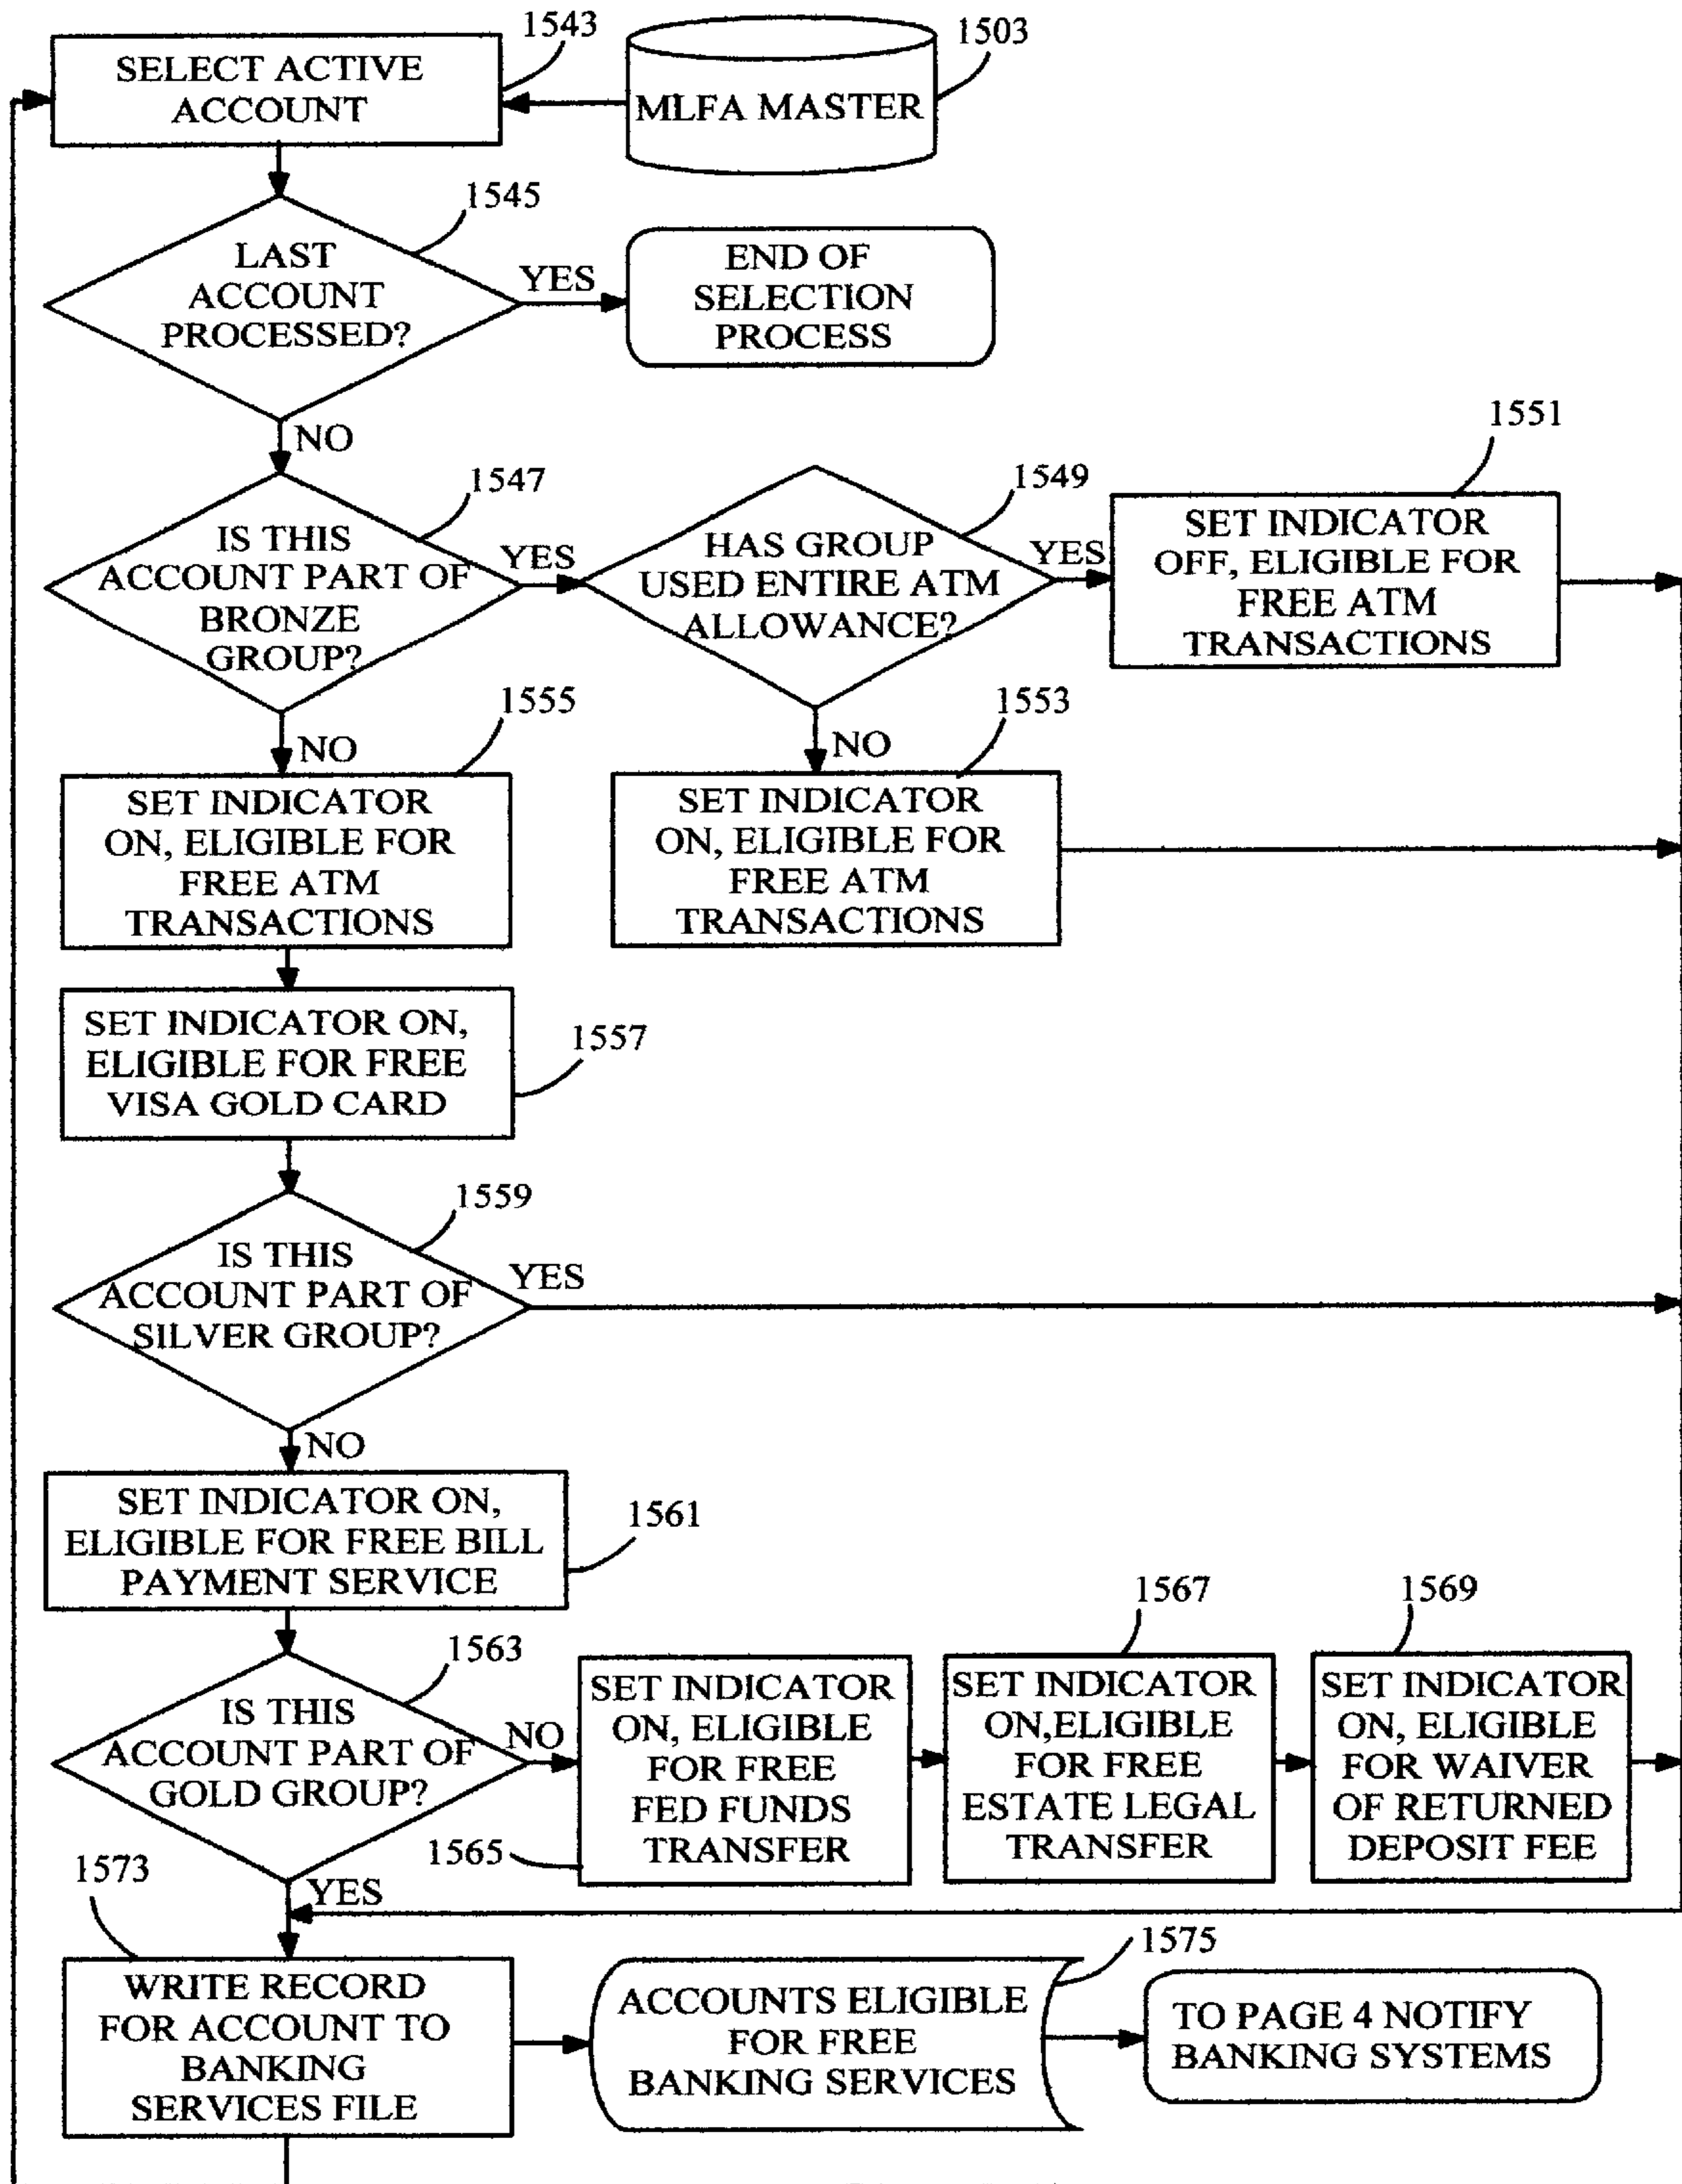 1543
SELECT ACTIVE
ACCOUNT
MLFA MASTER
1503
1545
LAST
ACCOUNT
PROCESSED?
YES
END OF
SELECTION
PROCESS
NO
1547
IS THIS
ACCOUNT PART OF
BRONZE
GROUP?
YES
1549
HAS GROUP
USED ENTIRE ATM
ALLOWANCE?
YES
1551
SET INDICATOR
OFF, ELIGIBLE FOR
FREE ATM
TRANSACTIONS
NO
1555
SET INDICATOR
ON, ELIGIBLE FOR
FREE ATM
TRANSACTIONS
NO
1553
SET INDICATOR
ON, ELIGIBLE FOR
FREE ATM
TRANSACTIONS
SET INDICATOR ON,
ELIGIBLE FOR FREE
VISA GOLD CARD
1557
1559
IS THIS
ACCOUNT PART OF
SILVER GROUP?
YES
NO
SET INDICATOR ON,
ELIGIBLE FOR FREE BILL
PAYMENT SERVICE
1561
1563
IS THIS
ACCOUNT PART OF
GOLD GROUP?
NO
SET INDICATOR
ON, ELIGIBLE
FOR FREE
FED FUNDS
TRANSFER
1565
1567
SET INDICATOR
ON,ELIGIBLE
FOR FREE
ESTATE LEGAL
TRANSFER
1569
SET INDICATOR
ON, ELIGIBLE
FOR WAIVER
OF RETURNED
DEPOSIT FEE
YES
1573
WRITE RECORD
FOR ACCOUNT TO
BANKING
SERVICES FILE
1575
ACCOUNTS ELIGIBLE
FOR FREE
BANKING SERVICES
TO PAGE 4 NOTIFY
BANKING SYSTEMS